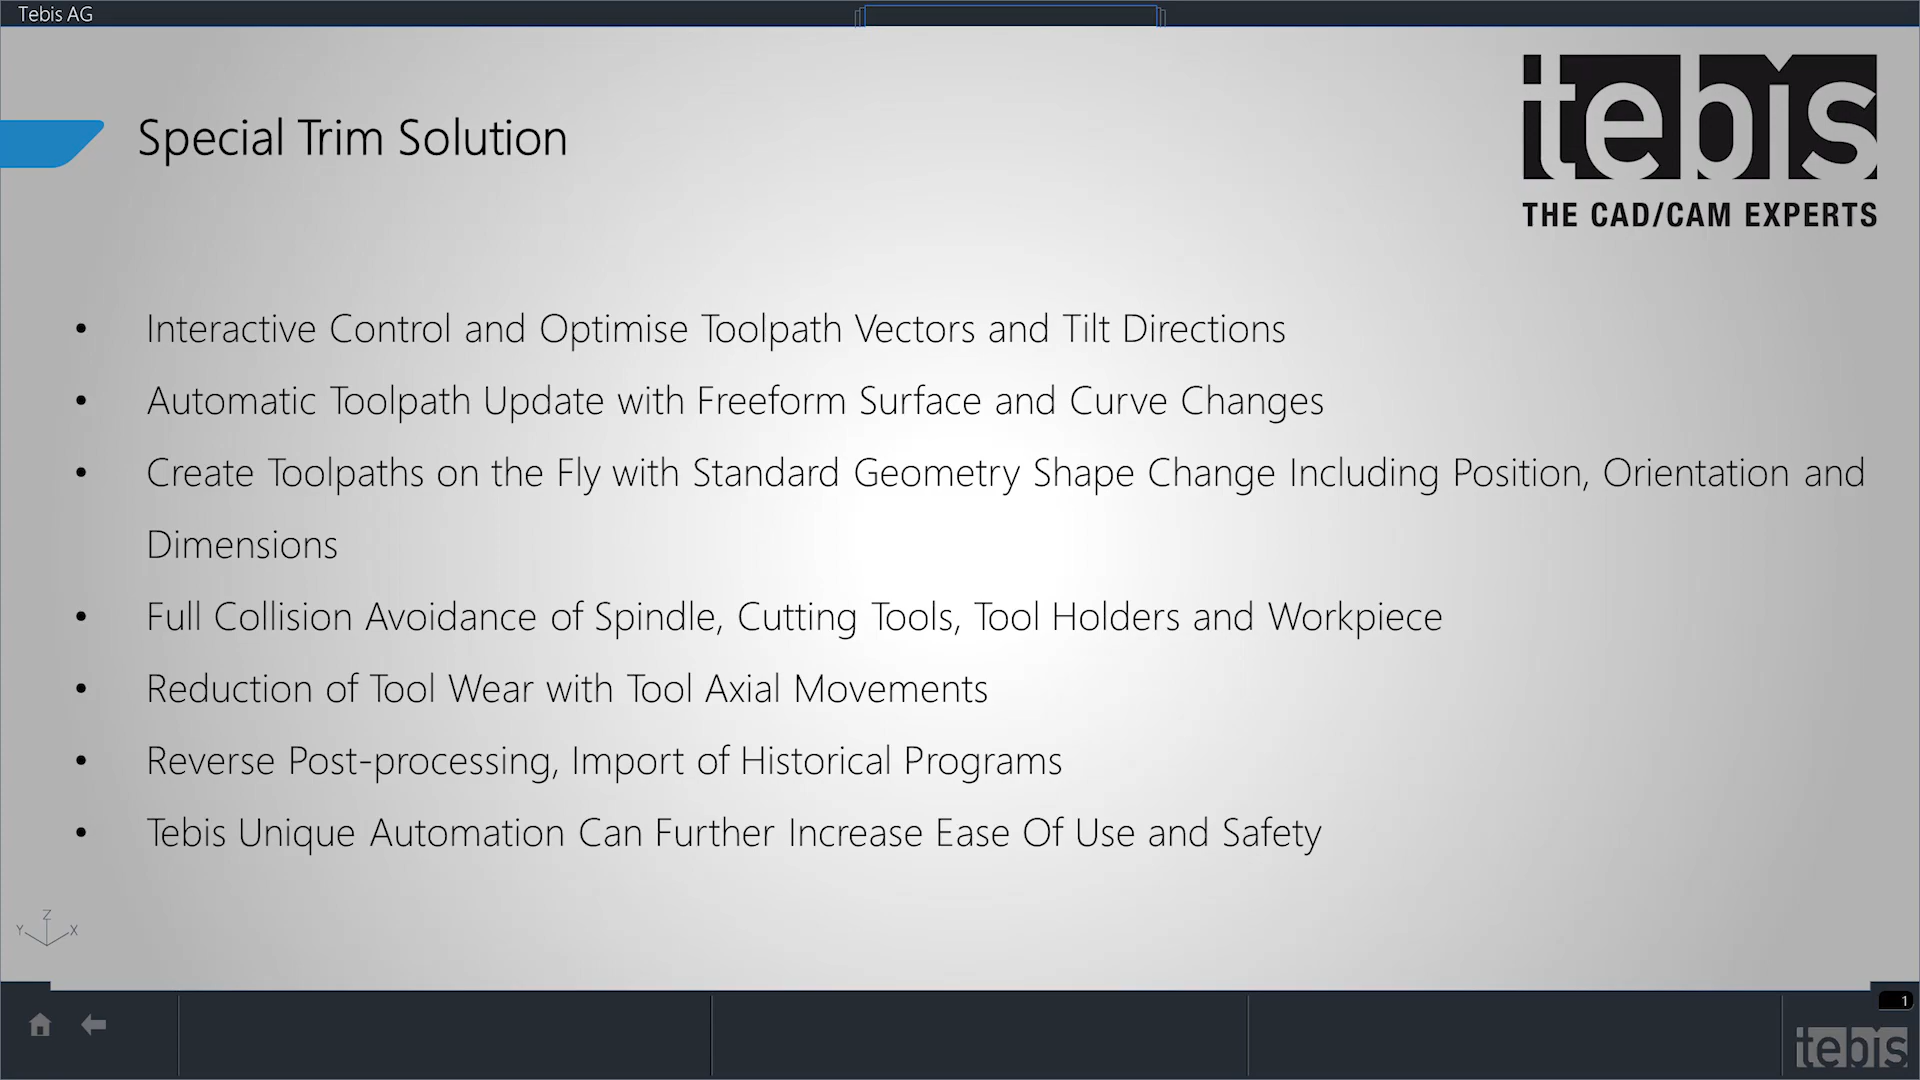 Tebis AG
tebis
THE CAD/CAM EXPERTS
Special Trim Solution
• Interactive Control and Optimise Toolpath Vectors and Tilt Directions
• Automatic Toolpath Update with Freeform Surface and Curve Changes
• Create Toolpaths on the Fly with Standard Geometry Shape Change Including Position, Orientation and
Dimensions
• Full Collision Avoidance of Spindle, Cutting Tools, Tool Holders and Workpiece
• Reduction of Tool Wear with Tool Axial Movements
• Reverse Post-processing, Import of Historical Programs
• Tebis Unique Automation Can Further Increase Ease Of Use and Safety
Z
Y X
1
tebis